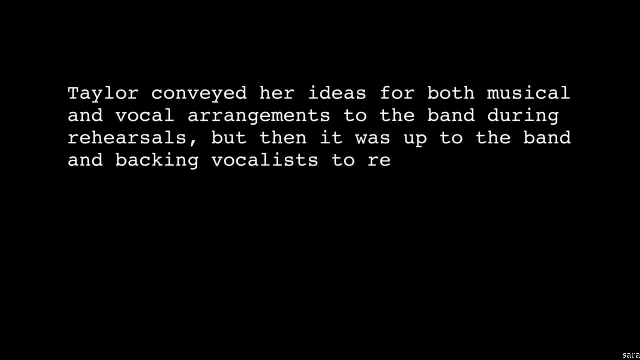 Taylor conveyed her ideas for both musical
and vocal arrangements to the band during
rehearsals, but then it was up to the band
and backing vocalists to re
sara